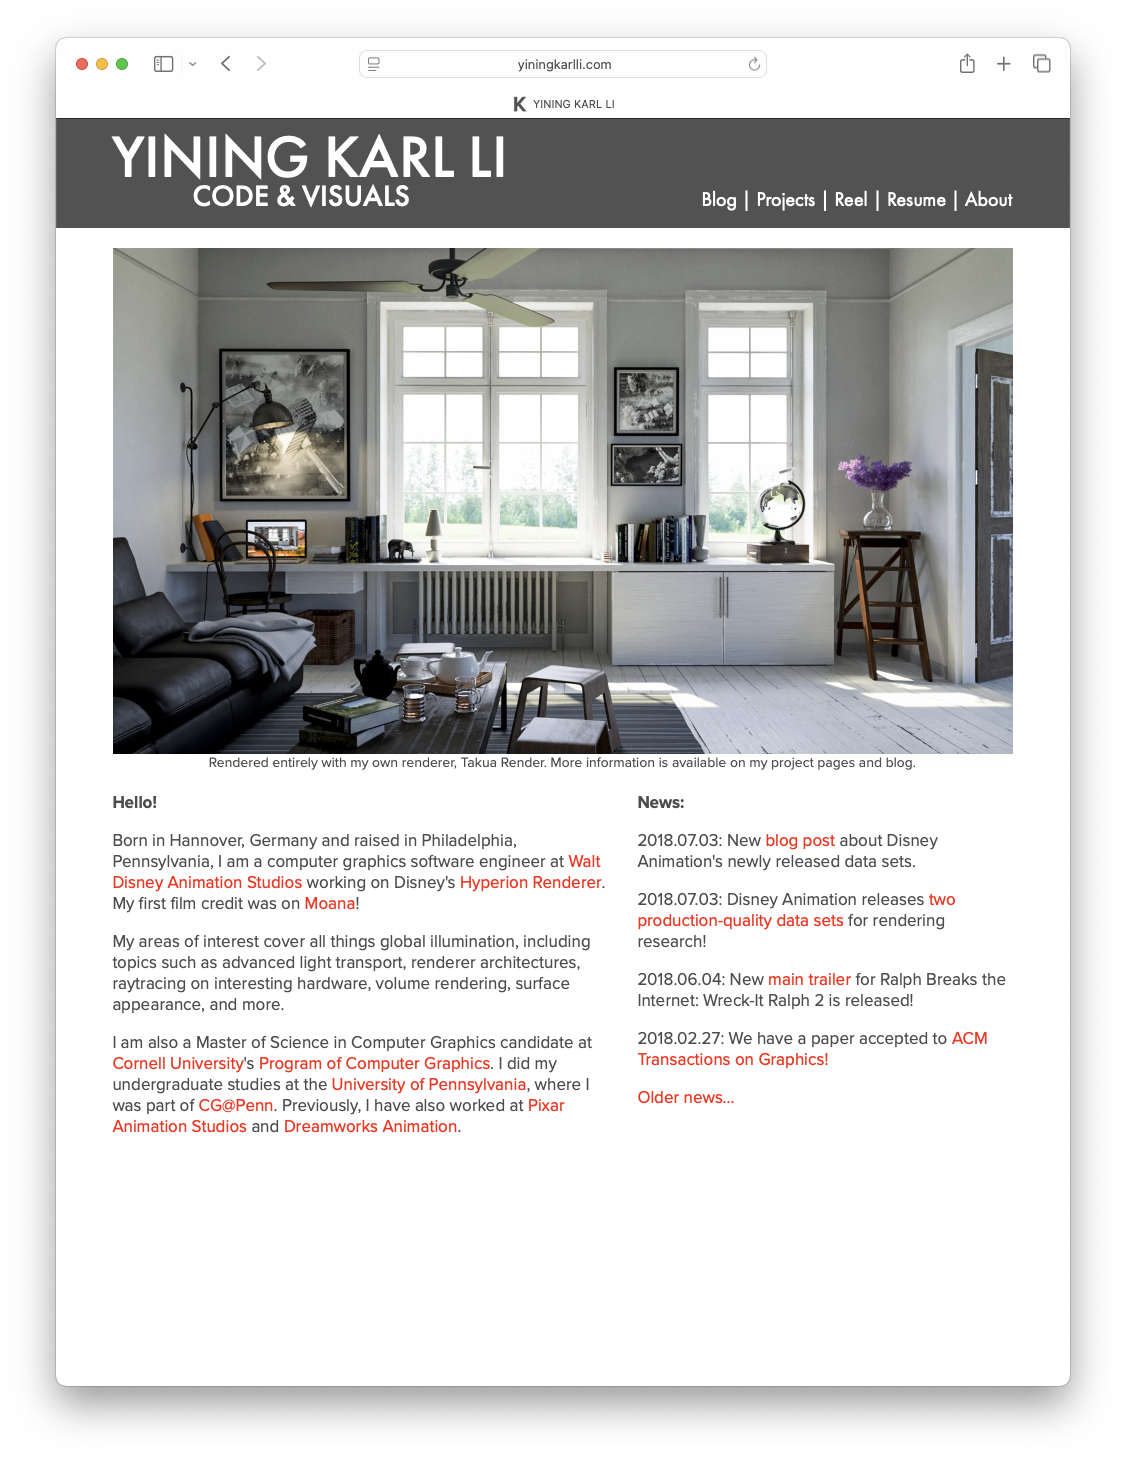 yiningkarlli.com
K YINING KARL LI
YINING KARL LI
CODE & VISUALS
Blog | Projects | Reel | Resume | About
Rendered entirely with my own renderer, Takua Render. More information is available on my project pages and blog.
Hello!
Born in Hannover, Germany and raised in Philadelphia,
Pennsylvania, I am a computer graphics software engineer at Walt
Disney Animation Studios working on Disney's Hyperion Renderer.
My first film credit was on Moana!
My areas of interest cover all things global illumination, including
topics such as advanced light transport, renderer architectures,
raytracing on interesting hardware, volume rendering, surface
appearance, and more.
I am also a Master of Science in Computer Graphics candidate at
Cornell University's Program of Computer Graphics. I did my
undergraduate studies at the University of Pennsylvania, where I
was part of CG@Penn. Previously, I have also worked at Pixar
Animation Studios and Dreamworks Animation.
News:
2018.07.03: New blog post about Disney
Animation's newly released data sets.
2018.07.03: Disney Animation releases two
production-quality data sets for rendering
research!
2018.06.04: New main trailer for Ralph Breaks the
Internet: Wreck-It Ralph 2 is released!
2018.02.27: We have a paper accepted to ACM
Transactions on Graphics!
Older news...